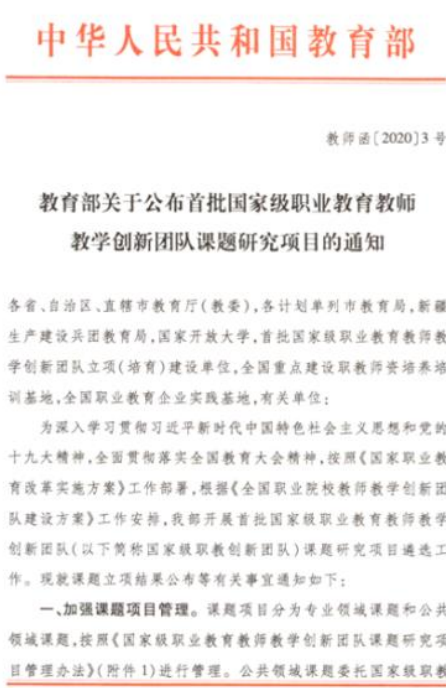 中华人民共和国教育部
教师函〔2020〕3号
教育部关于公布首批国家级职业教育教师
教学创新团队课题研究项目的通知
各省、自治区、直辖市教育厅(教委),各计划单列市教育局,新疆
生产建设兵团教育局,国家开放大学,首批国家级职业教育教师教
学创新团队立项(培育)建设单位,全国重点建设职教师资培养培
训基地,全国职业教育企业实践基地,有关单位:
为深入学习贯彻习近平新时代中国特色社会主义思想和党的
十九大精神,全面贯彻落实全国教育大会精神,按照《国家职业教
育改革实施方案》工作部署,根据《全国职业院校教师教学创新团
队建设方案》工作安排,我部开展首批国家级职业教育教师教学
创新团队(以下简称国家级职教创新团队)课题研究项目遴选工
作。现就课题立项结果公布等有关事宜通知如下:
一、加强课题项目管理。课题项目分为专业领域课题和公共
领域课题,按照《国家级职业教育教师教学创新团队课题研究项
目管理办法》(附件1)进行管理。公共领域课题委托国家级职教